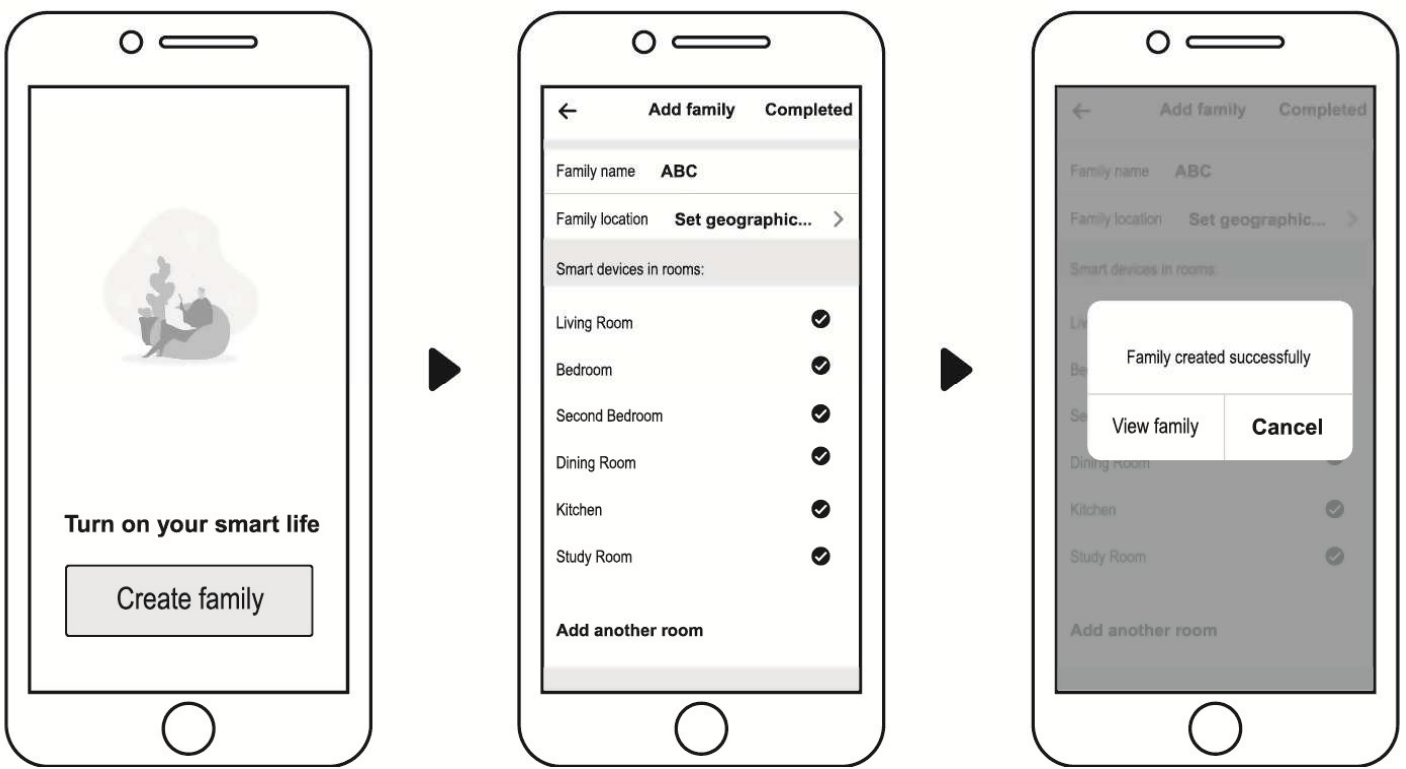 Turn on your smart life
Create family
Add family Completed
Family name ABC
Family location Set geographic...
Smart devices in rooms:
Living Room
Bedroom
Second Bedroom
Dining Room
Kitchen
Study Room
Add another room
Add family Completed
Family name ABC
Family location Set geographic...
Smart devices in rooms:
Family created successfully
View family Cancel
Dining Room
Kitchen
Study Room
Add another room